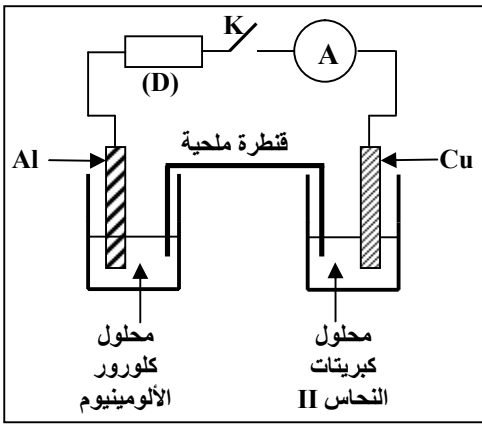 K
A
(D)
قنطرة ملحية
Al
Cu
محلول
كلورور
الألومينيوم
محلول
كبريتات
النحاس II